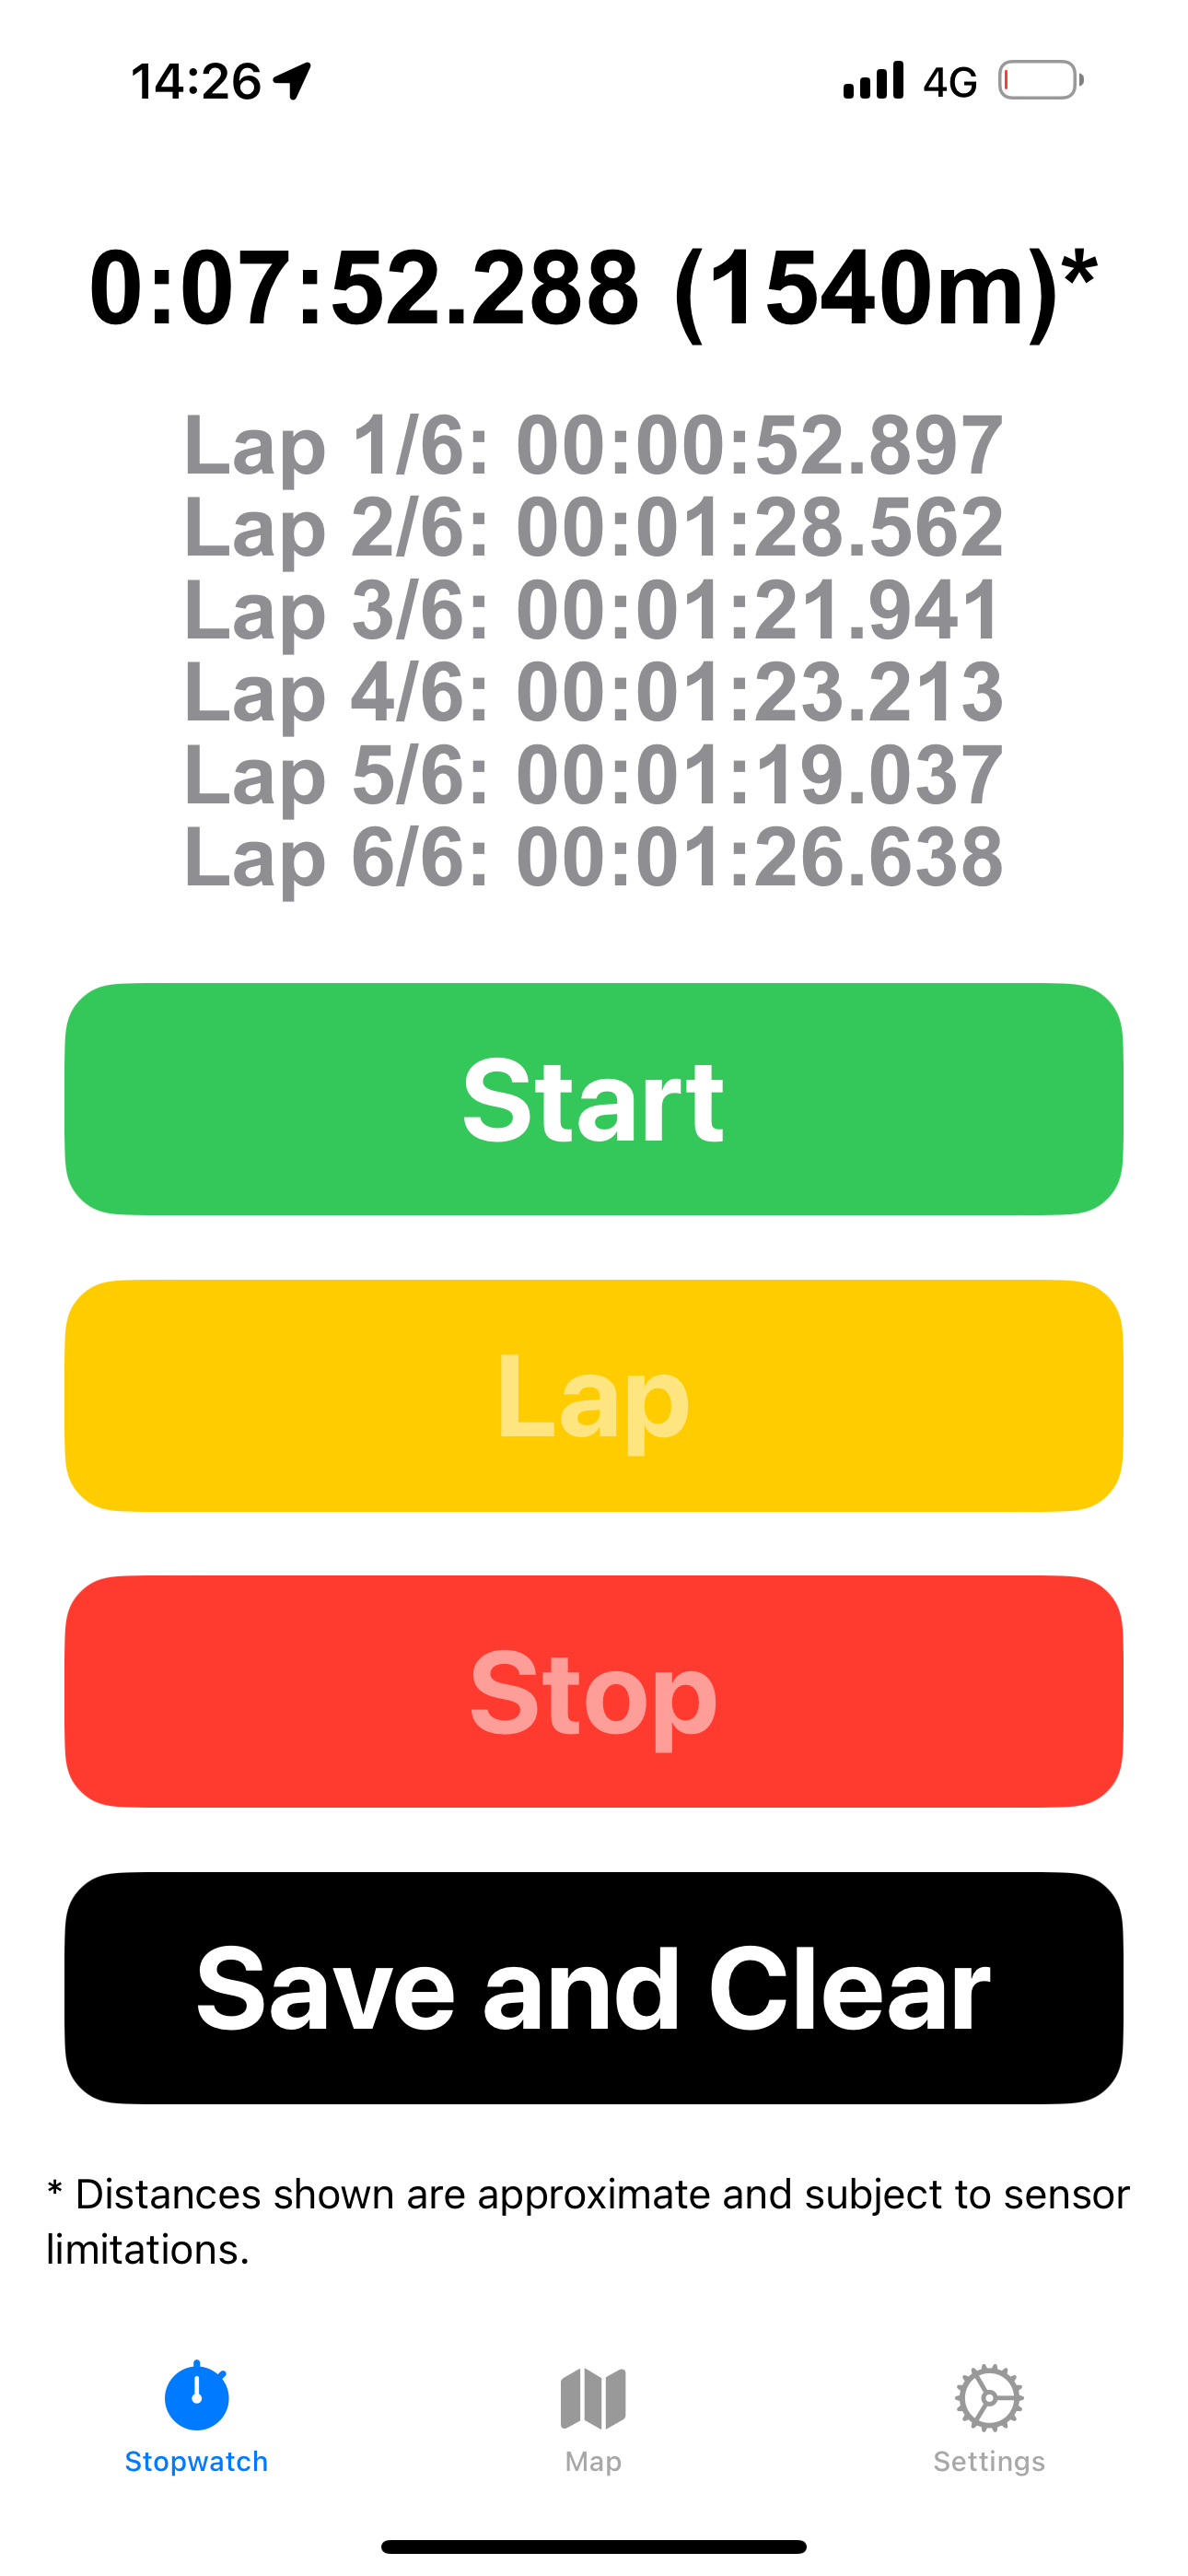 14:26
4G
0:07:52.288 (1540m)*
Lap 1/6: 00:00:52.897
Lap 2/6: 00:01:28.562
Lap 3/6: 00:01:21.941
Lap 4/6: 00:01:23.213
Lap 5/6: 00:01:19.037
Lap 6/6: 00:01:26.638
Start
Lap
Stop
Save and Clear
* Distances shown are approximate and subject to sensor
limitations.
Stopwatch
Map
Settings